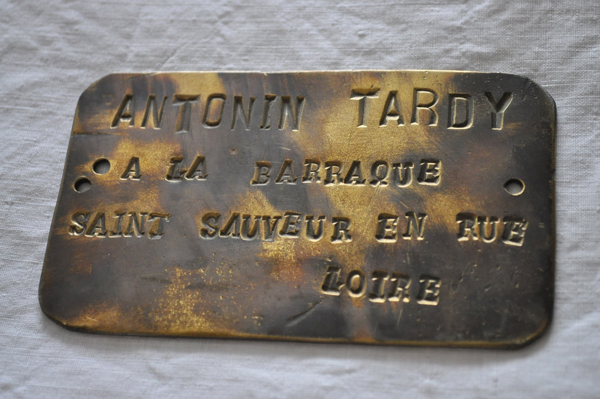 ANTONIN TARDY
A LA BARRAQUE
SAINT SAUVEUR EN RUE
LOIRE